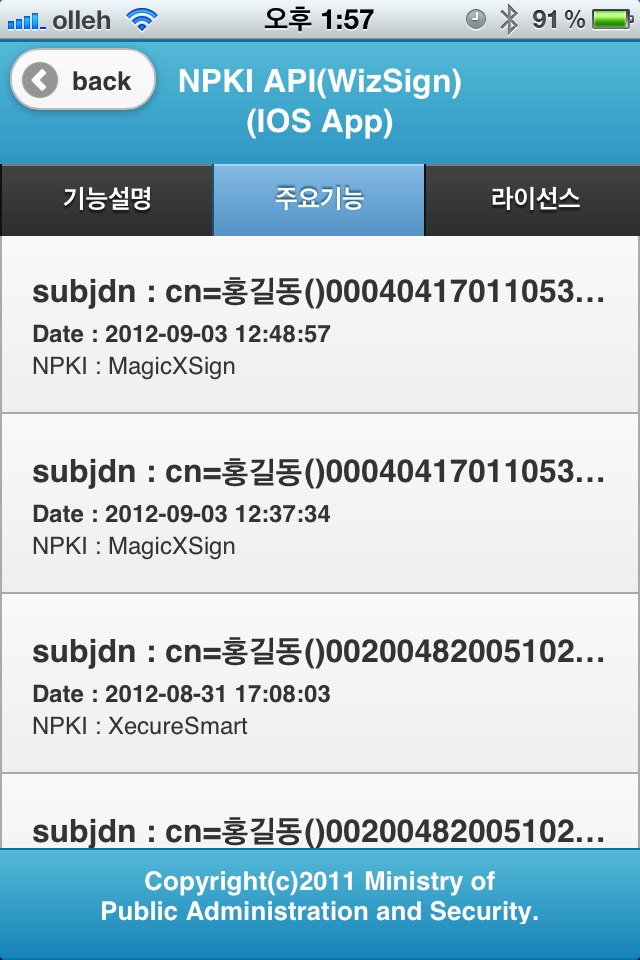 olleh 오후 1:57 91 %
back
NPKI API(WizSign)
(IOS App)
기능설명 주요기능 라이선스
subjdn : cn=홍길동()00040417011053...
Date : 2012-09-03 12:48:57
NPKI : MagicXSign
subjdn : cn=홍길동()00040417011053...
Date : 2012-09-03 12:37:34
NPKI : MagicXSign
subjdn : cn=홍길동()00200482005102...
Date : 2012-08-31 17:08:03
NPKI : XecureSmart
subjdn : cn=홍길동()00200482005102...
Copyright(c)2011 Ministry of
Public Administration and Security.